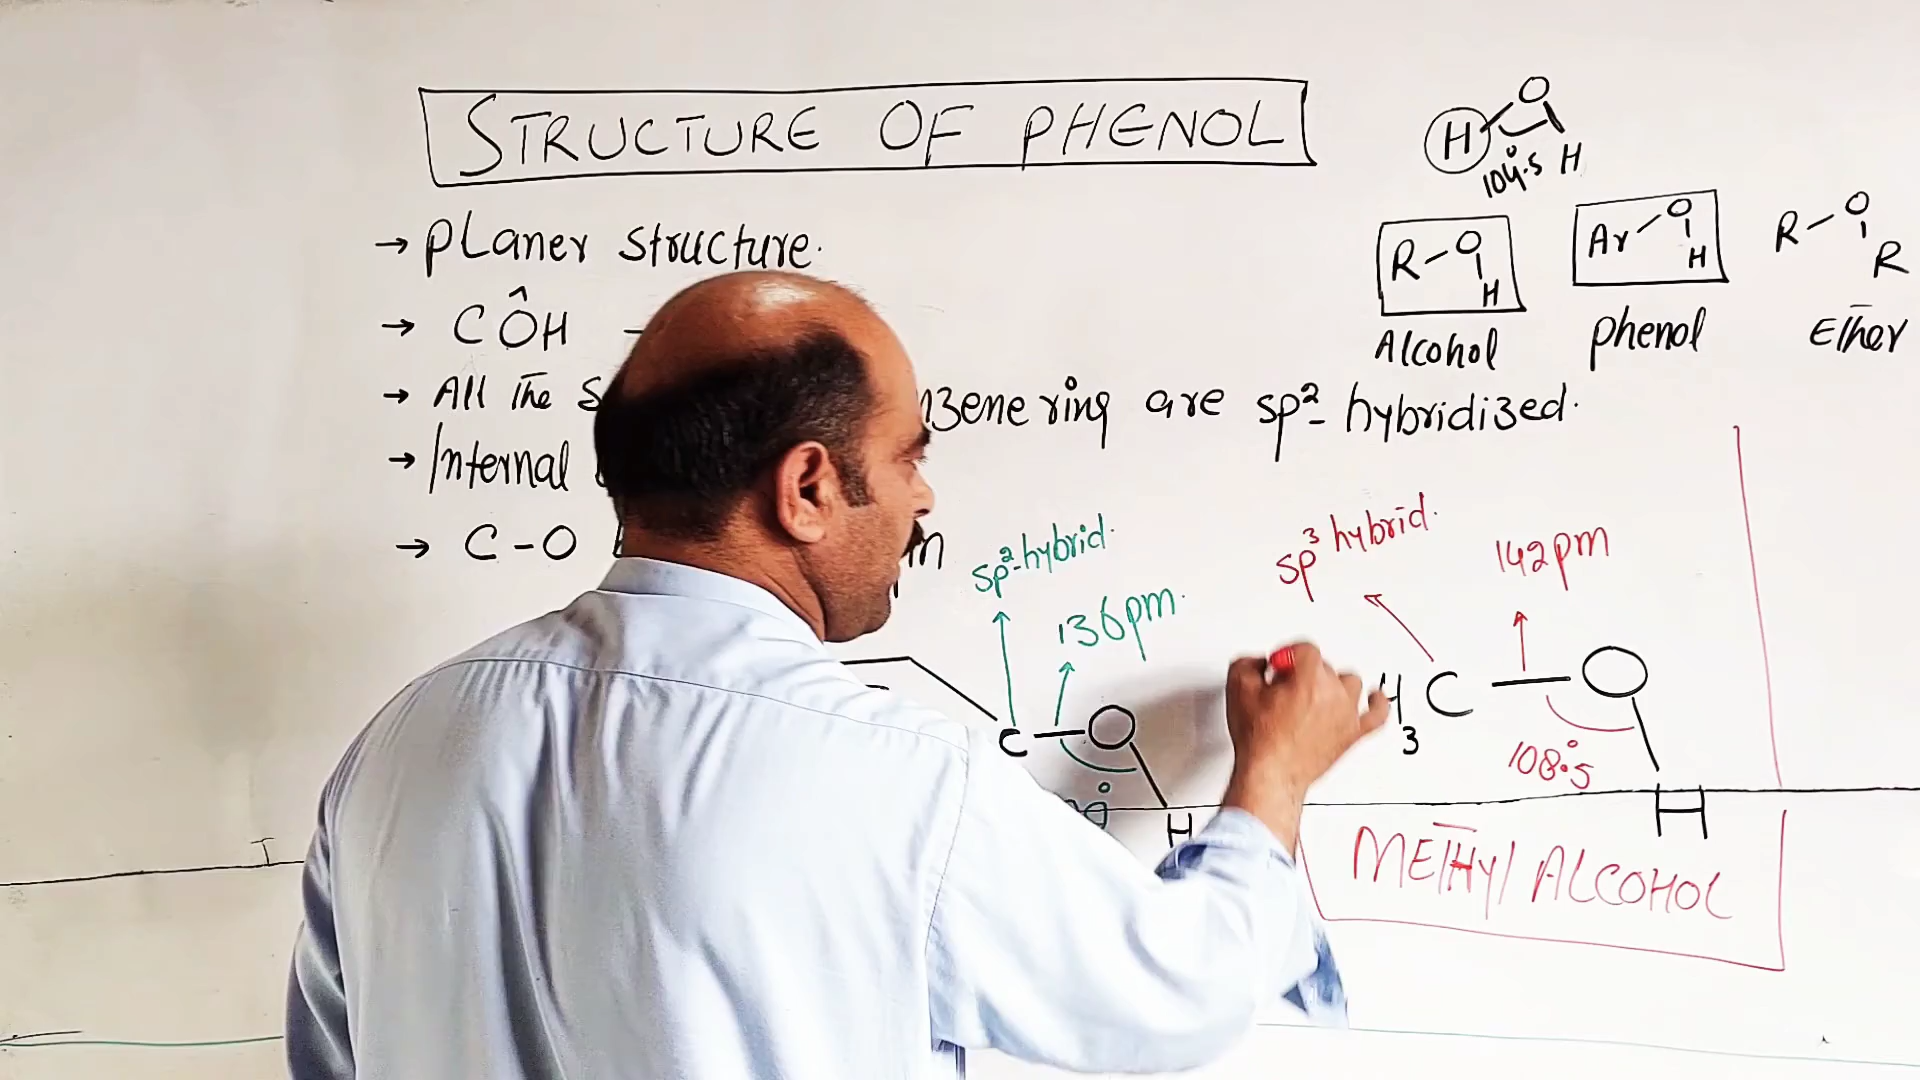 STRUCTURE OF PHENOL
H O H
104.5°
→ PLaner structure.
R-O H
Ar-O H
R-O R
→ CÔH
Alcohol
phenol
Ether
→ All The
ring are sp²- hybridized.
→ Internal
→ C-O
sp²-hybrid.
136pm.
sp³ hybrid.
142pm
C-O
H
H₃C-O
108.5°
H
METHYL ALCOHOL